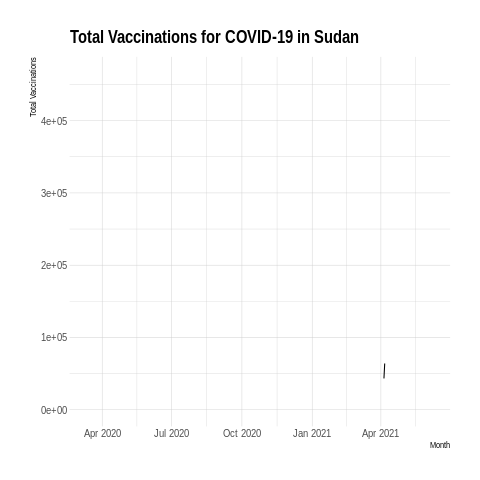 Total Vaccinations for COVID-19 in Sudan
Total Vaccinations
4e+05
3e+05
2e+05
1e+05
0e+00
Apr 2020 Jul 2020 Oct 2020 Jan 2021 Apr 2021
Month